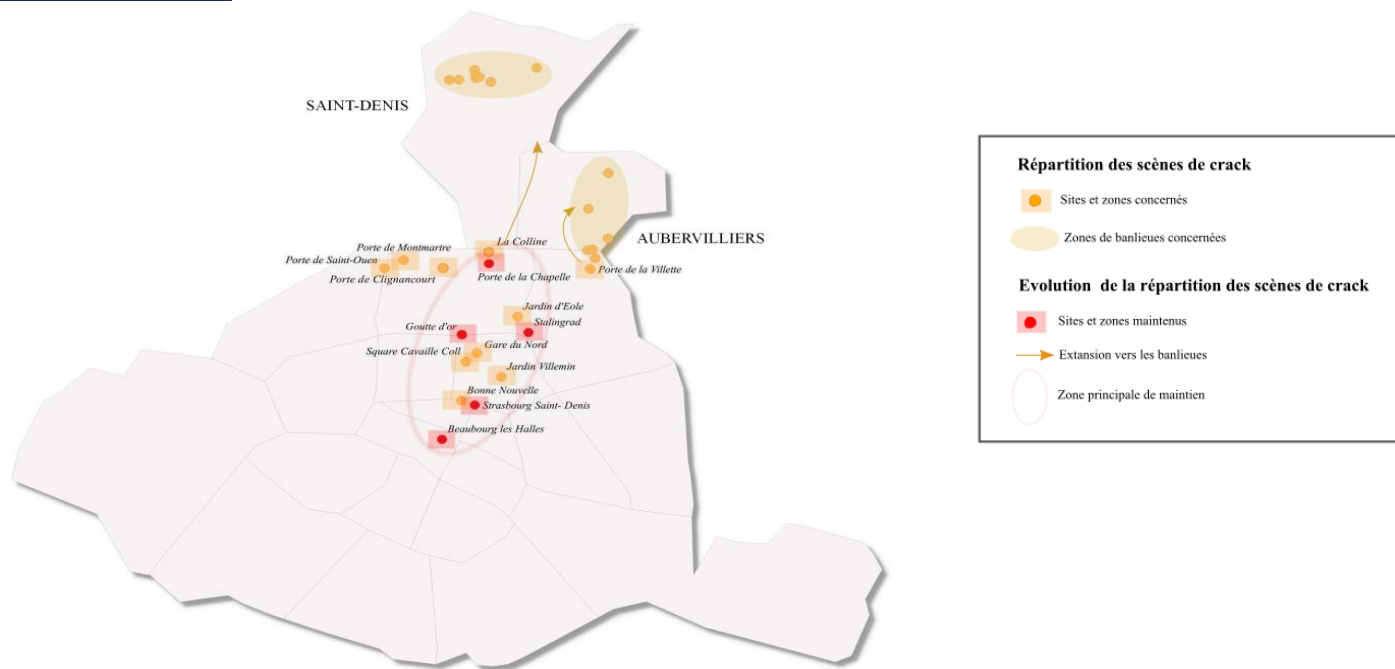 SAINT-DENIS
AUBERVILLIERS
La Colline
Porte de Montmartre
Porte de Saint-Ouen
Porte de Clignancourt
Porte de la Chapelle
Porte de la Villette
Jardin d'Eole
Goutte d'or
Stalingrad
Gare du Nord
Square Cavaille Coll
Jardin Villemin
Bonne Nouvelle
Strasbourg Saint- Denis
Beaubourg les Halles
Répartition des scènes de crack
Sites et zones concernés
Zones de banlieues concernées
Evolution de la répartition des scènes de crack
Sites et zones maintenus
Extansion vers les banlieues
Zone principale de maintien